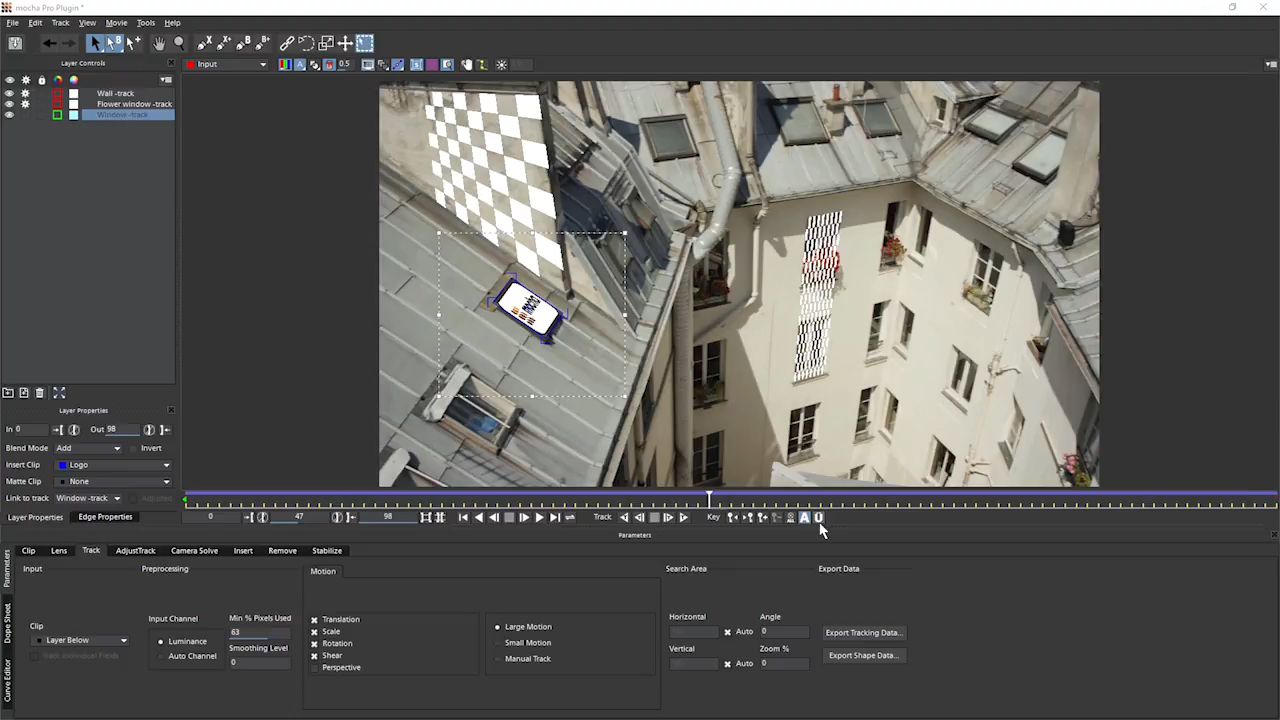 mocha Pro Plugin *
File Edit Track View Movie Tools Help
Layer Controls
Input 0.5
Wall -track
Flower window -track
Window -track
Layer Properties
In 0 Out 98
Blend Mode Add Invert
Insert Clip Logo
Matte Clip None
Link to track Window -track Adjusted
Layer Properties Edge Properties
0 47 98 Track: Key A U
Parameters
Clip Lens Track AdjustTrack Camera Solve Insert Remove Stabilize
Parameters
Dope Sheet
Curve Editor
Input
Clip
Layer Below
Track Individual Fields
Preprocessing
Input Channel
Luminance
Auto Channel
Min % Pixels Used
63
Smoothing Level
0
Motion
Translation
Scale
Rotation
Shear
Perspective
Large Motion
Small Motion
Manual Track
Search Area
Horizontal
Auto
Angle
0
Vertical
Auto
Zoom %
0
Export Data
Export Tracking Data...
Export Shape Data...
mocha